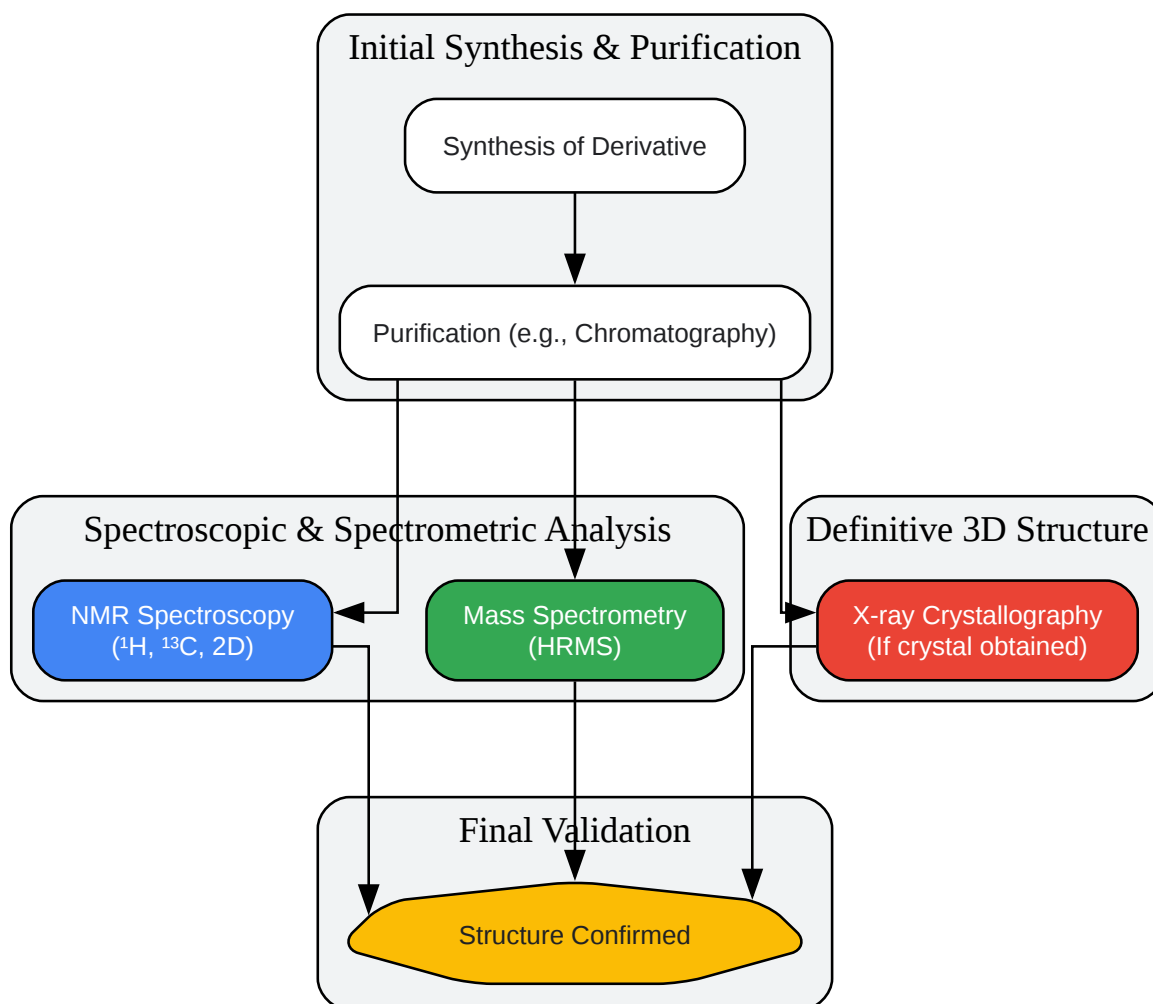 Initial Synthesis & Purification
Synthesis of Derivative
Purification (e.g., Chromatography)
Spectroscopic & Spectrometric Analysis
NMR Spectroscopy
(¹H, ¹³C, 2D)
Mass Spectrometry
(HRMS)
Definitive 3D Structure
X-ray Crystallography
(If crystal obtained)
Final Validation
Structure Confirmed